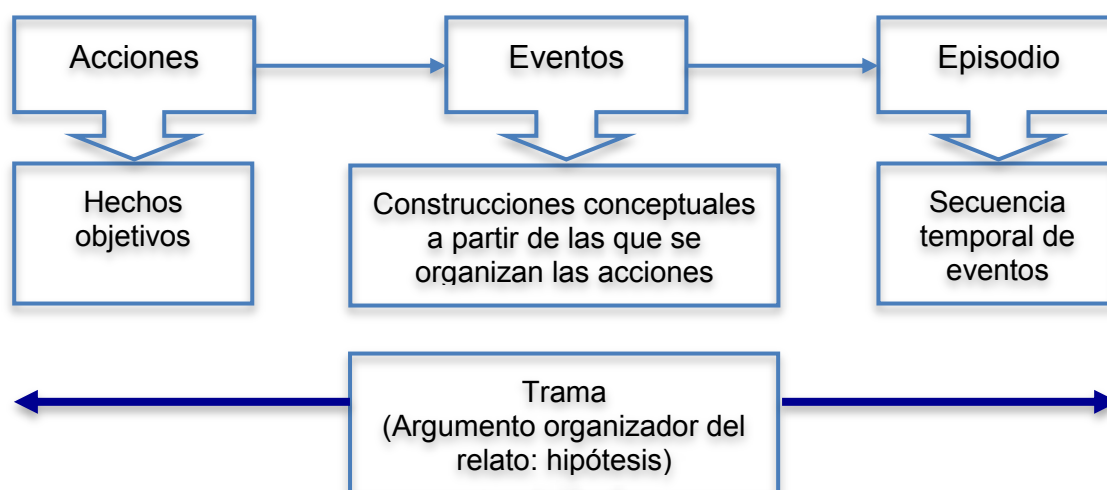 Acciones
Eventos
Episodio
Hechos
objetivos
Construcciones conceptuales
a partir de las que se
organizan las acciones
Secuencia
temporal de
eventos
Trama
(Argumento organizador del
relato: hipótesis)